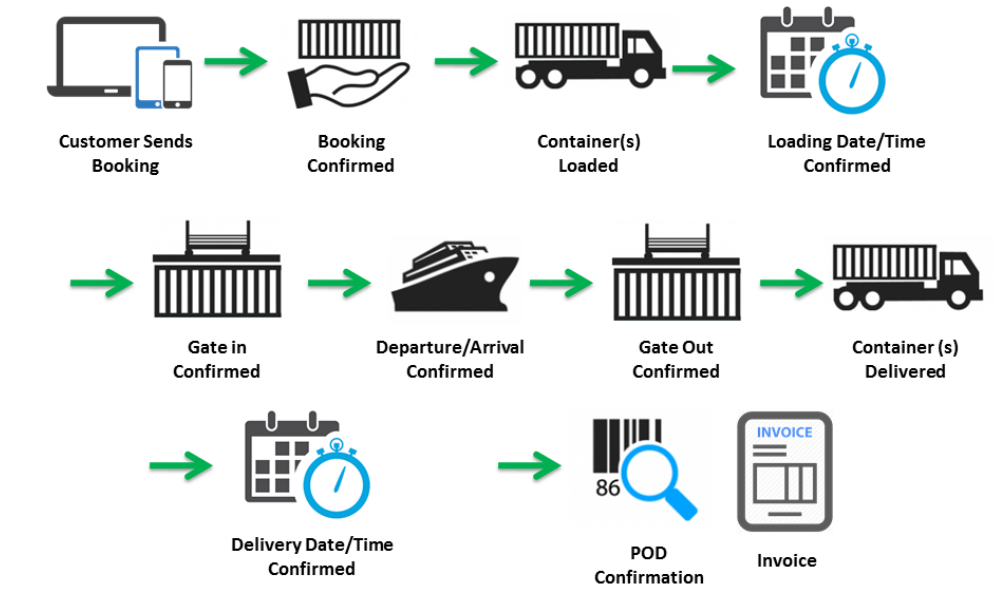 Customer Sends
Booking
Booking
Confirmed
Container(s)
Loaded
Loading Date/Time
Confirmed
Gate in
Confirmed
Departure/Arrival
Confirmed
Gate Out
Confirmed
Container (s)
Delivered
Delivery Date/Time
Confirmed
86
POD
Confirmation
INVOICE
Invoice